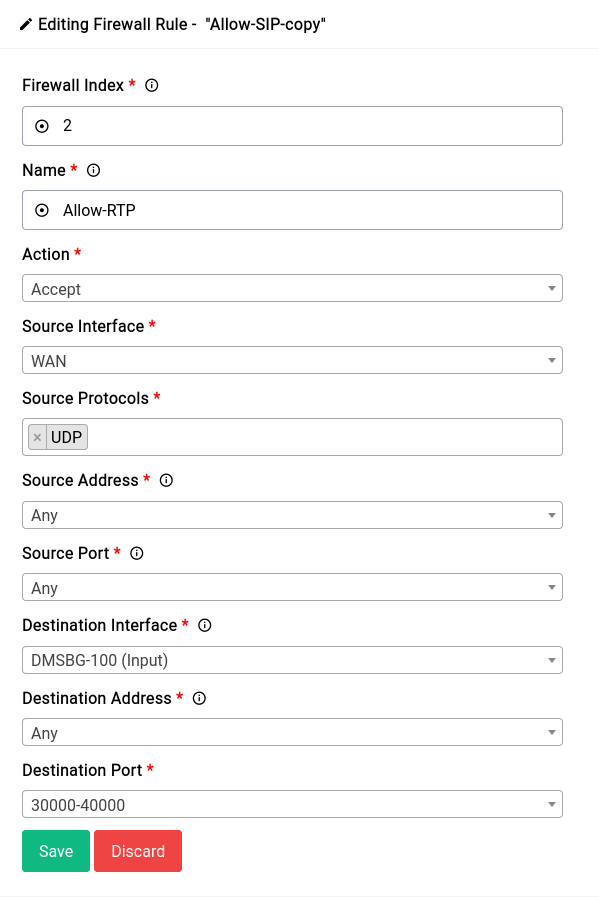 Editing Firewall Rule - "Allow-SIP-copy"
Firewall Index *
2
Name *
Allow-RTP
Action *
Accept
Source Interface *
WAN
Source Protocols *
× UDP
Source Address *
Any
Source Port *
Any
Destination Interface *
DMSBG-100 (Input)
Destination Address *
Any
Destination Port *
30000-40000
Save Discard